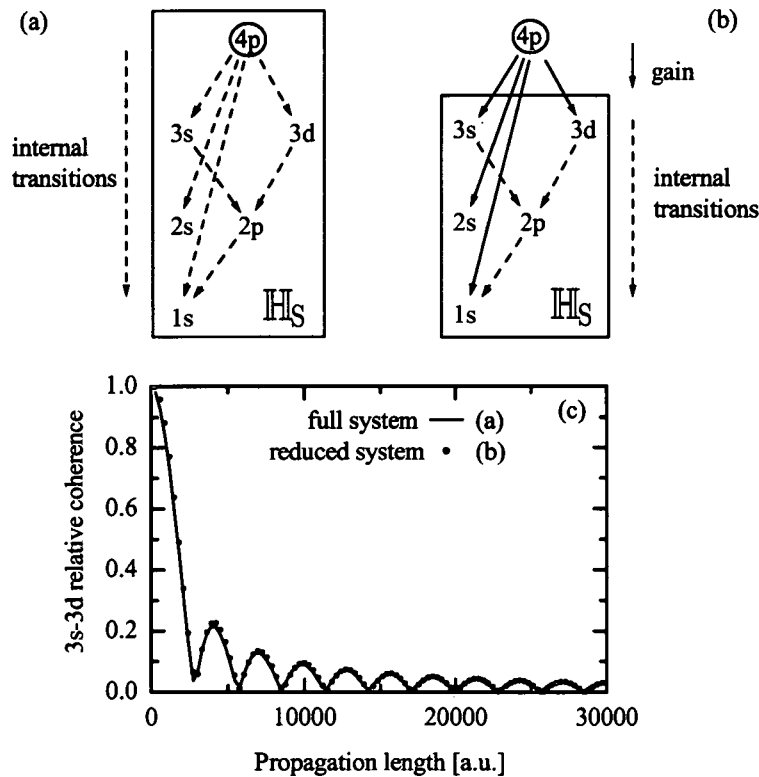 (a)
4p
3s 3d
internal
transitions
2s 2p
1s
ℍS
(b)
4p
gain
3s 3d
internal
transitions
2s 2p
1s
ℍS
1.0
0.8
0.6
0.4
0.2
0.0
3s-3d relative coherence
(c)
full system — (a)
reduced system • (b)
0 10000 20000 30000
Propagation length [a.u.]